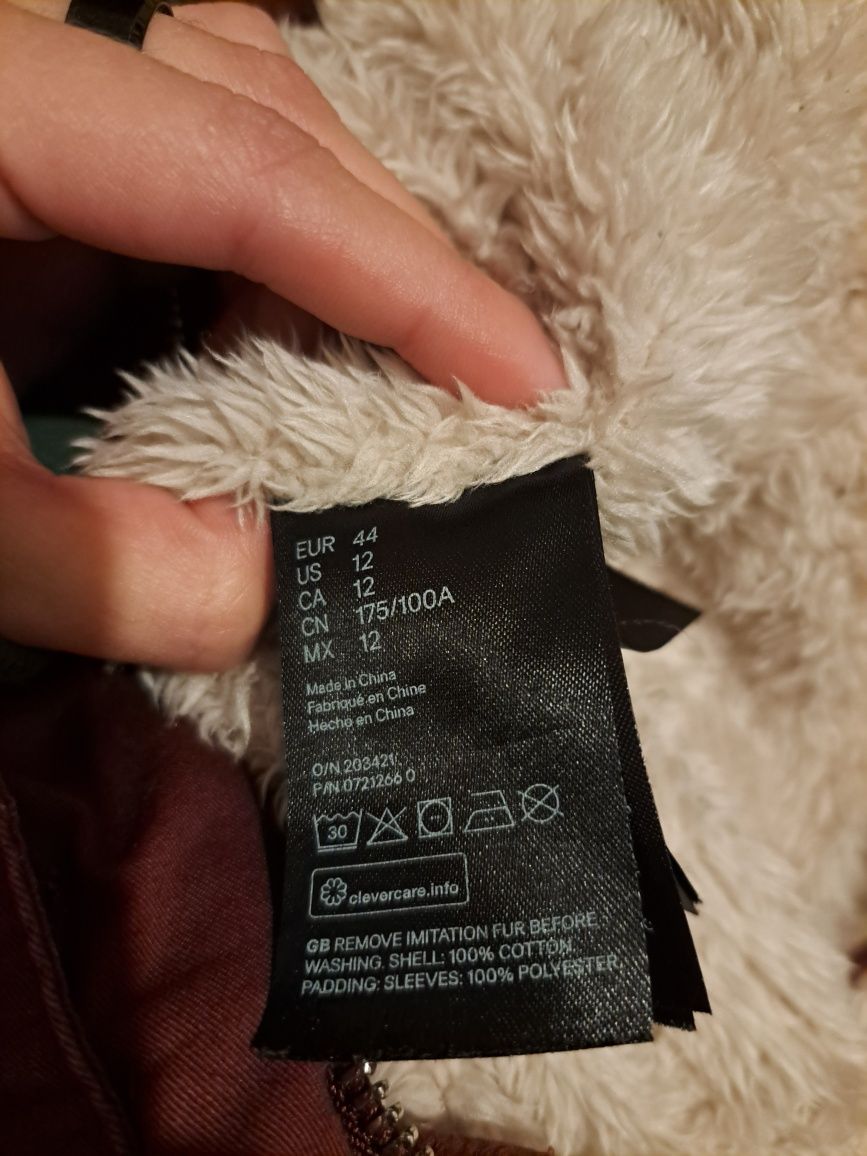 EUR 44
US 12
CA 12
CN 175/100A
MX 12
Made in China
Fabriqué en Chine
Hecho en China
O/N 203421
P/N 0721266 0
30
clevercare.info
GB REMOVE IMITATION FUR BEFORE
WASHING. SHELL: 100% COTTON.
PADDING: SLEEVES: 100% POLYESTER.